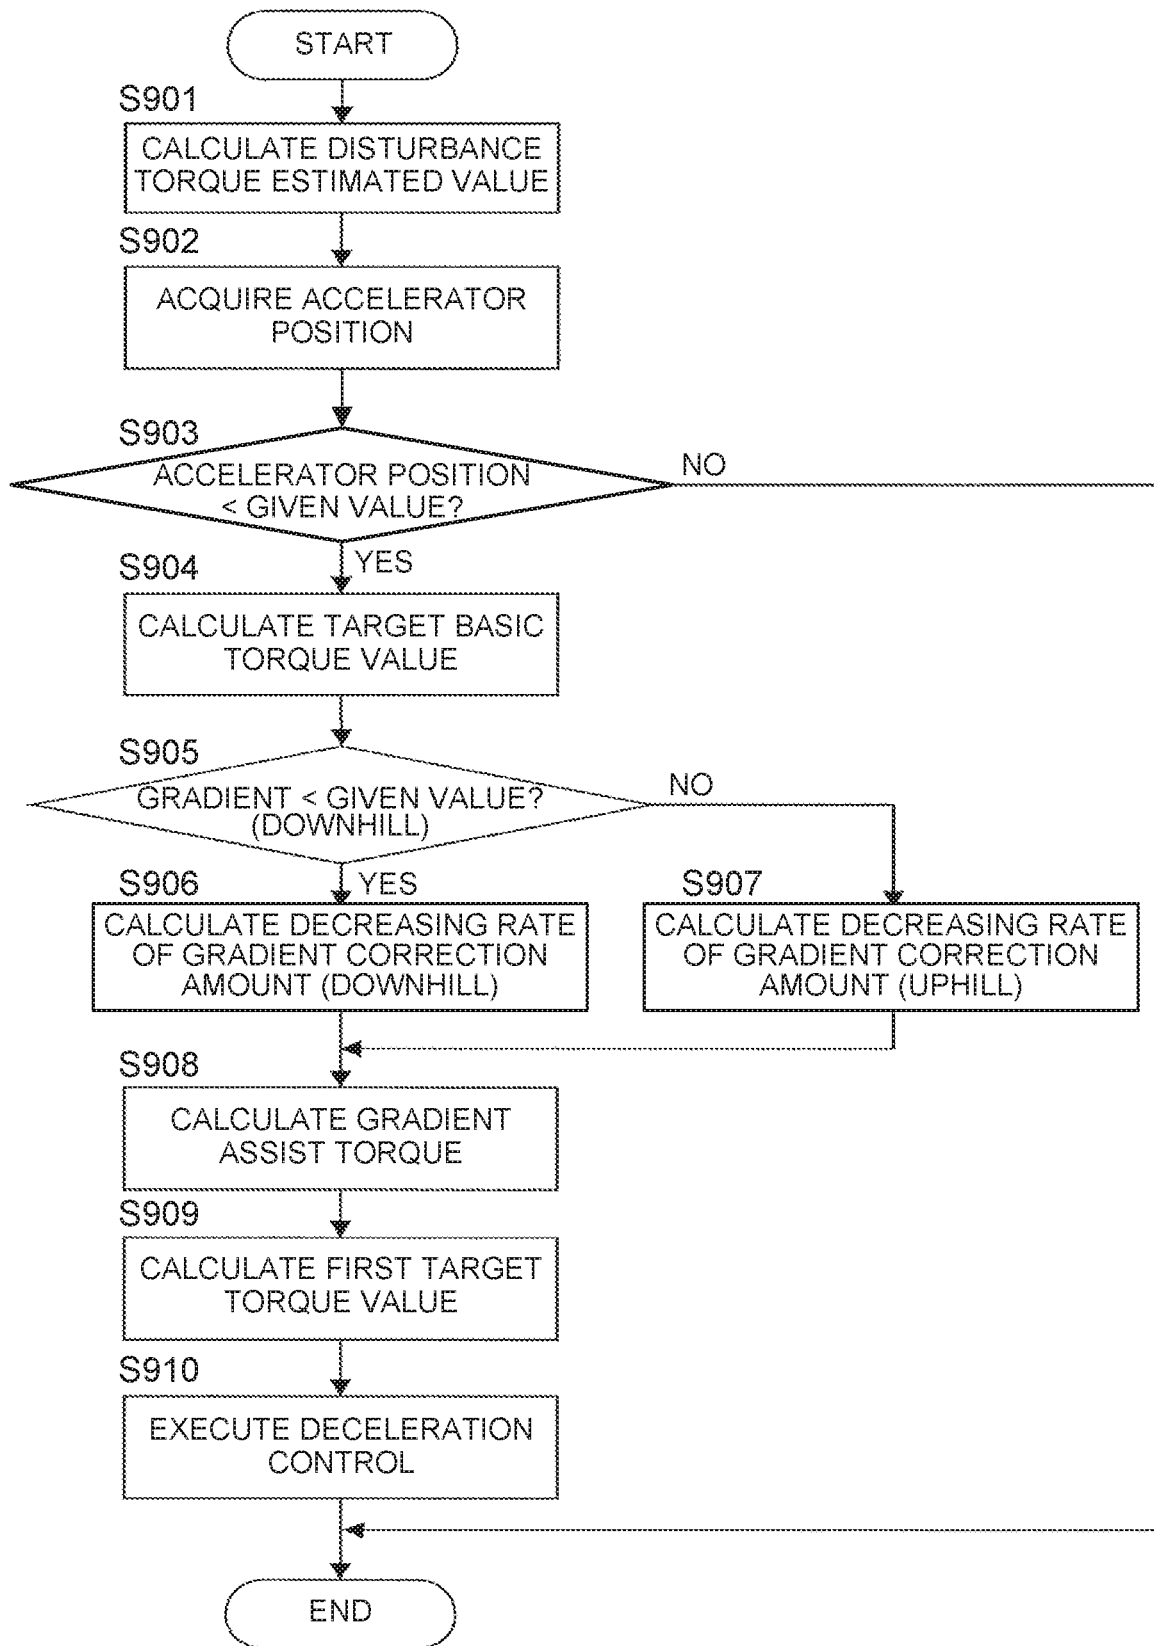 START
S901
CALCULATE DISTURBANCE
TORQUE ESTIMATED VALUE
S902
ACQUIRE ACCELERATOR
POSITION
S903
ACCELERATOR POSITION
< GIVEN VALUE?
NO
YES
S904
CALCULATE TARGET BASIC
TORQUE VALUE
S905
GRADIENT < GIVEN VALUE?
(DOWNHILL)
NO
YES
S906
CALCULATE DECREASING RATE
OF GRADIENT CORRECTION
AMOUNT (DOWNHILL)
S907
CALCULATE DECREASING RATE
OF GRADIENT CORRECTION
AMOUNT (UPHILL)
S908
CALCULATE GRADIENT
ASSIST TORQUE
S909
CALCULATE FIRST TARGET
TORQUE VALUE
S910
EXECUTE DECELERATION
CONTROL
END